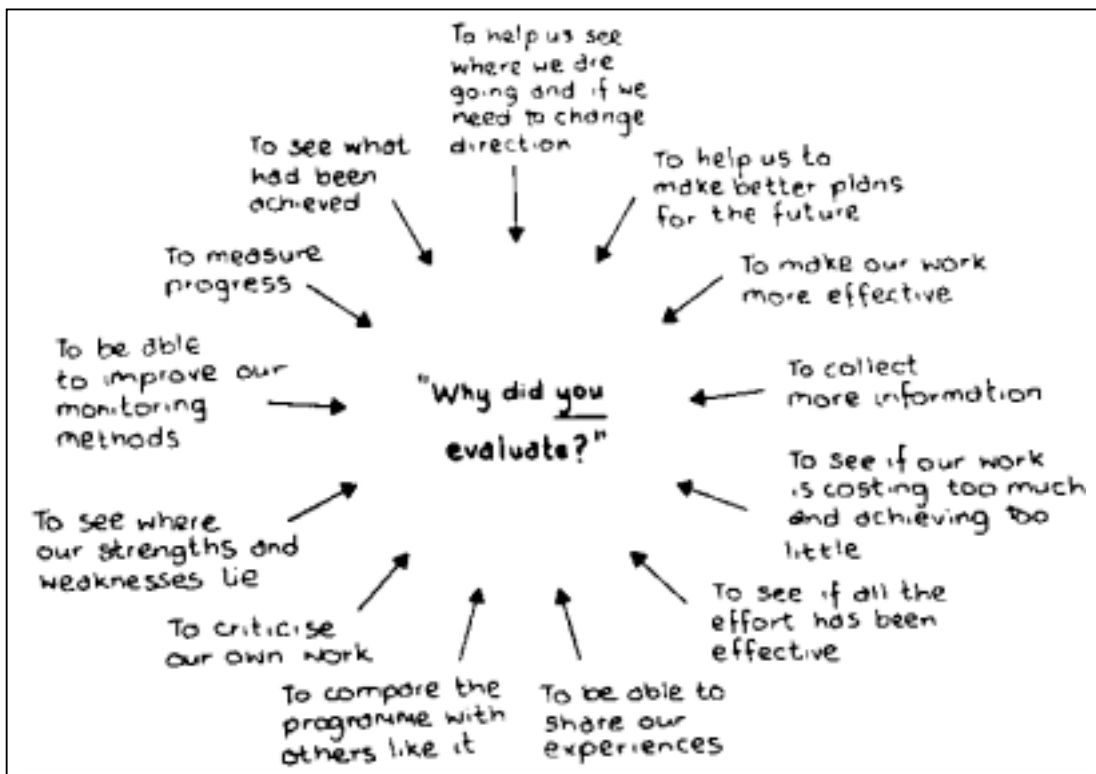 To help us see
where we are
going and if we
need to change
direction
To help us to
make better plans
for the future
To make our work
more effective
To collect
more information
To see if our work
is costing too much
and achieving too
little
To see if all the
effort has been
effective
To be able to
share our
experiences
To compare the
programme with
others like it
To criticise
our own work
To see where
our strengths and
weaknesses lie
To be able
to improve our
monitoring
methods
To measure
progress
To see what
had been
achieved
"Why did you
evaluate?"